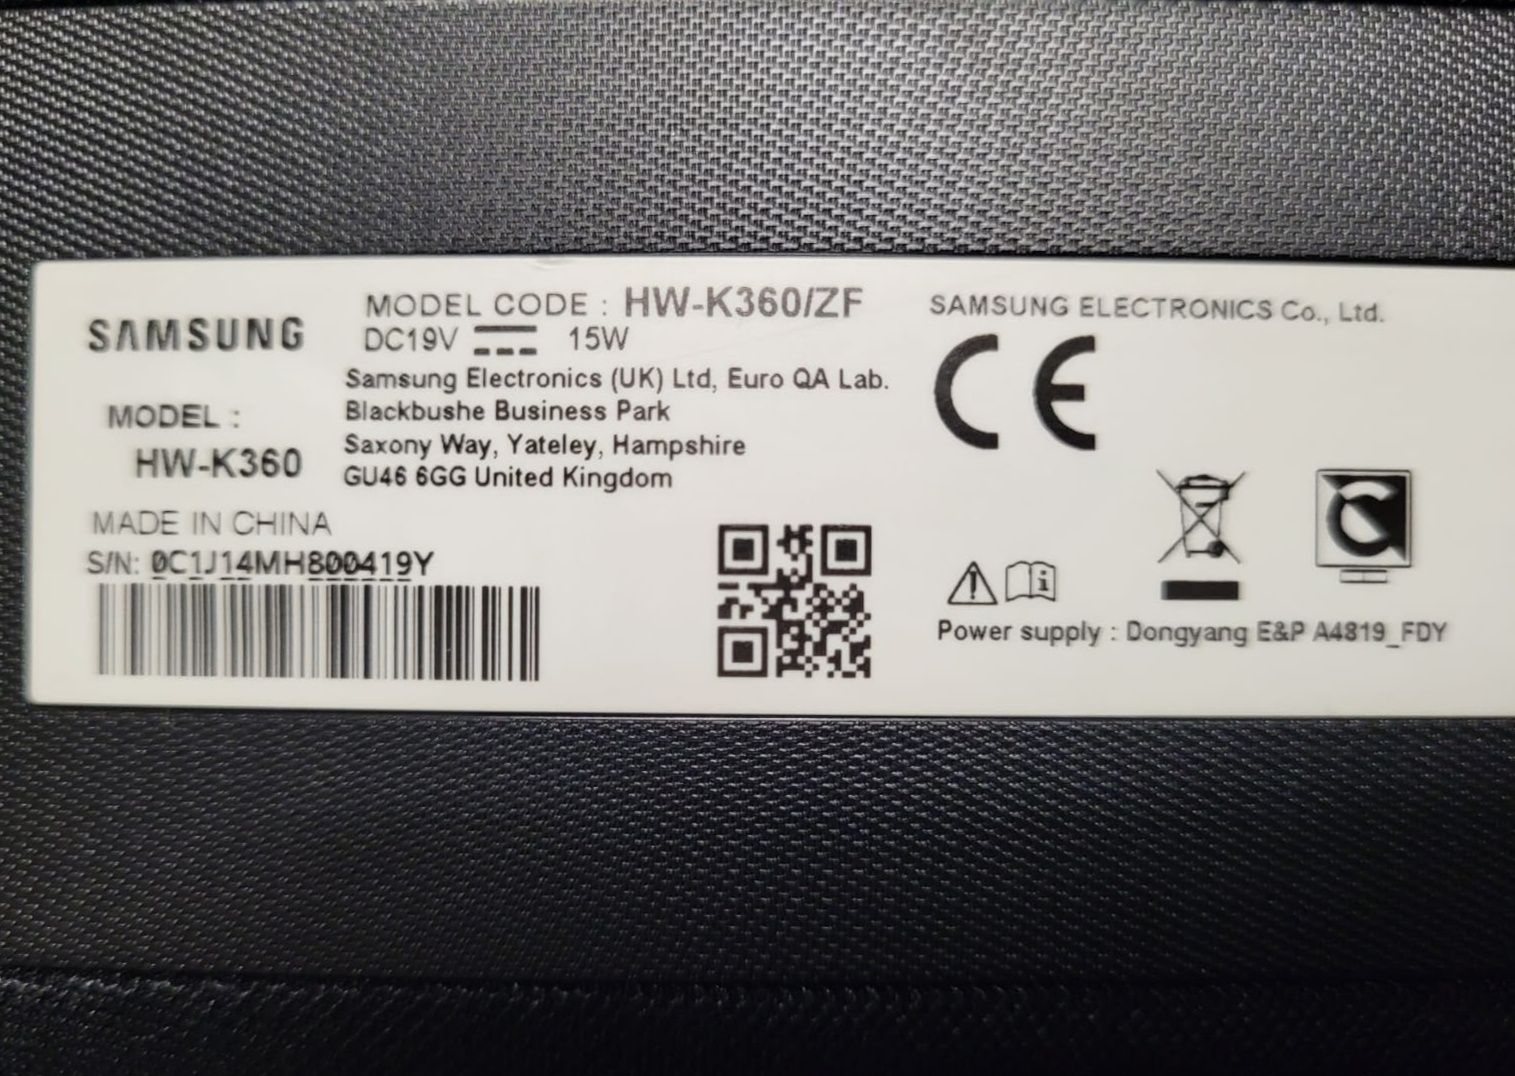 SAMSUNG
MODEL :
HW-K360
MODEL CODE : HW-K360/ZF
DC19V 15W
Samsung Electronics (UK) Ltd, Euro QA Lab.
Blackbushe Business Park
Saxony Way, Yateley, Hampshire
GU46 6GG United Kingdom
MADE IN CHINA
S/N: 0C1J14MH800419Y
SAMSUNG ELECTRONICS Co., Ltd.
CE
Power supply : Dongyang E&P A4819_FDY